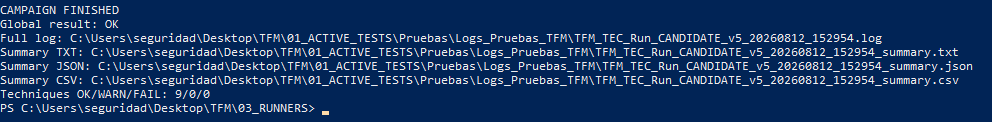 CAMPAIGN FINISHED
Global result: OK
Full log: C:\Users\seguridad\Desktop\TFM\01_ACTIVE_TESTS\Pruebas\Logs_Pruebas_TFM\TFM_TEC_Run_CANDIDATE_v5_20260812_152954.log
Summary TXT: C:\Users\seguridad\Desktop\TFM\01_ACTIVE_TESTS\Pruebas\Logs_Pruebas_TFM\TFM_TEC_Run_CANDIDATE_v5_20260812_152954_summary.txt
Summary JSON: C:\Users\seguridad\Desktop\TFM\01_ACTIVE_TESTS\Pruebas\Logs_Pruebas_TFM\TFM_TEC_Run_CANDIDATE_v5_20260812_152954_summary.json
Summary CSV: C:\Users\seguridad\Desktop\TFM\01_ACTIVE_TESTS\Pruebas\Logs_Pruebas_TFM\TFM_TEC_Run_CANDIDATE_v5_20260812_152954_summary.csv
Techniques OK/WARN/FAIL: 9/0/0
PS C:\Users\seguridad\Desktop\TFM\03_RUNNERS>